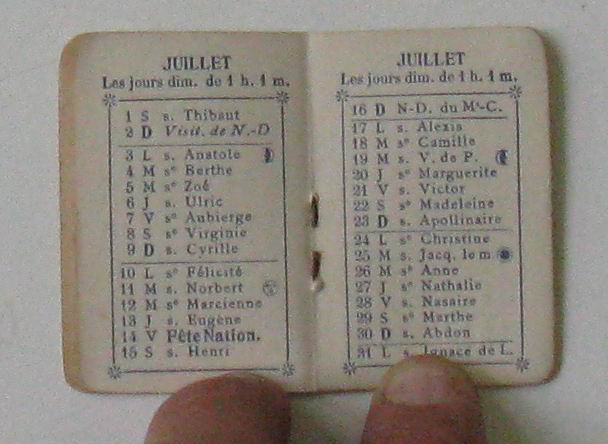 JUILLET
Les jours dim. de 1 h. 1 m.
1 S s. Thibaut
2 D Visit. de N.-D
3 L s. Anatole
4 M sᵉ Berthe
5 M sᵉ Zoé
6 J s. Ulric
7 V sᵉ Aubierge
8 S sᵉ Virginie
9 D s. Cyrille
10 L sᵉ Félicité
11 M s. Norbert
12 M sᵉ Marcienne
13 J s. Eugène
14 V Fête Nation.
15 S s. Henri
JUILLET
Les jours dim. de 1 h. 1 m.
16 D N-D. du Mᵗ-C.
17 L s. Alexis
18 M s. Camille
19 M s. V. de P.
20 J sᵉ Marguerite
21 V s. Victor
22 S sᵉ Madeleine
23 D s. Apollinaire
24 L sᵉ Christine
25 M s. Jacq. le m.
26 M sᵉ Anne
27 J sᵉ Nathalie
28 V s. Nazaire
29 S sᵉ Marthe
30 D s. Abdon
31 L s. Ignace de L.